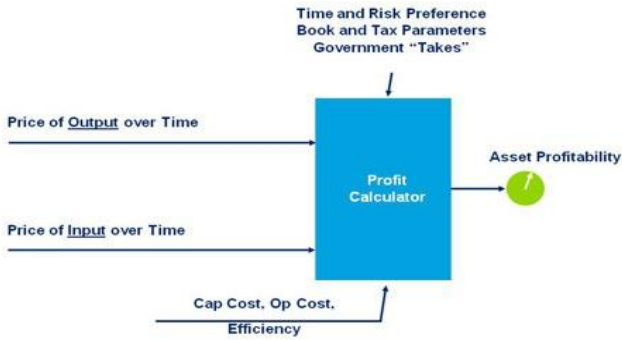 Time and Risk Preference
Book and Tax Parameters
Government “Takes”
Price of Output over Time
Asset Profitability
Profit
Calculator
Price of Input over Time
Cap Cost, Op Cost,
Efficiency